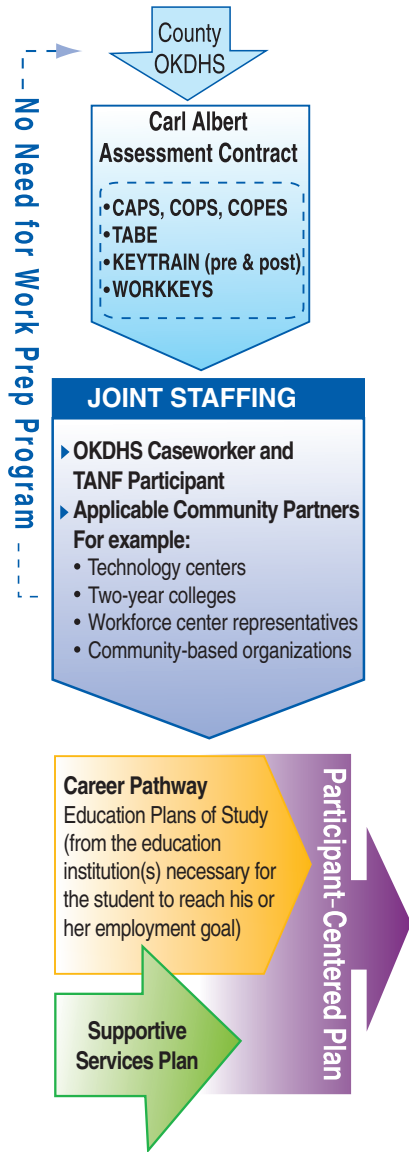 County
OKDHS
No Need for Work Prep Program
Carl Albert
Assessment Contract
•CAPS, COPS, COPES
•TABE
•KEYTRAIN (pre & post)
•WORKKEYS
JOINT STAFFING
OKDHS Caseworker and
TANF Participant
Applicable Community Partners
For example:
• Technology centers
• Two-year colleges
• Workforce center representatives
• Community-based organizations
Career Pathway
Education Plans of Study
(from the education
institution(s) necessary for
the student to reach his or
her employment goal)
Participant-Centered Plan
Supportive
Services Plan